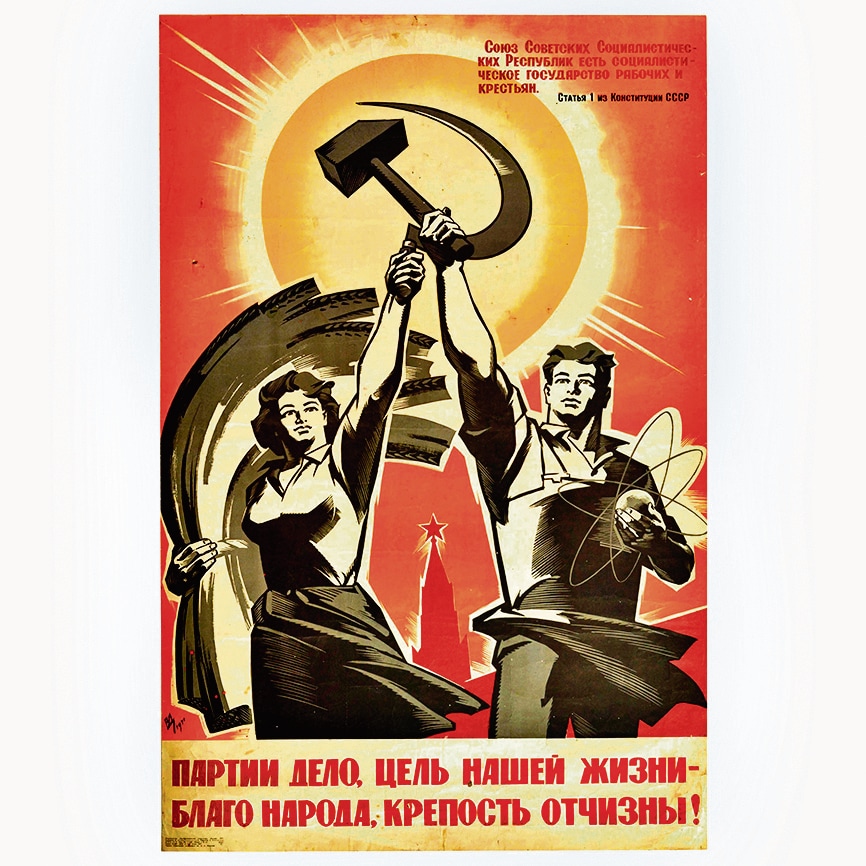 Союз Советских Социалистичес-
ких Республик есть социалисти-
ческое государство рабочих и
крестьян.
Статья 1 из Конституции СССР
ПАРТИИ ДЕЛО, ЦЕЛЬ НАШЕЙ ЖИЗНИ-
БЛАГО НАРОДА, КРЕПОСТЬ ОТЧИЗНЫ!